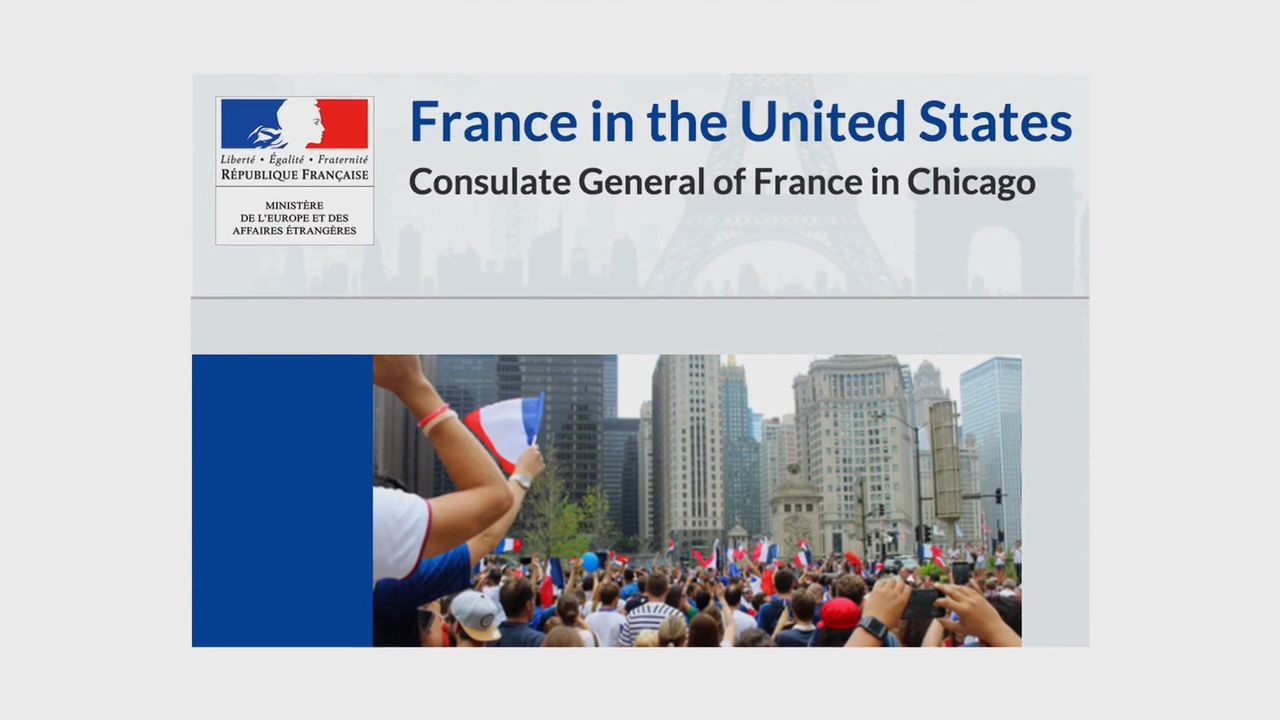 France in the United States
Consulate General of France in Chicago
Liberté • Égalité • Fraternité
RÉPUBLIQUE FRANÇAISE
MINISTÈRE
DE L'EUROPE ET DES
AFFAIRES ÉTRANGÈRES